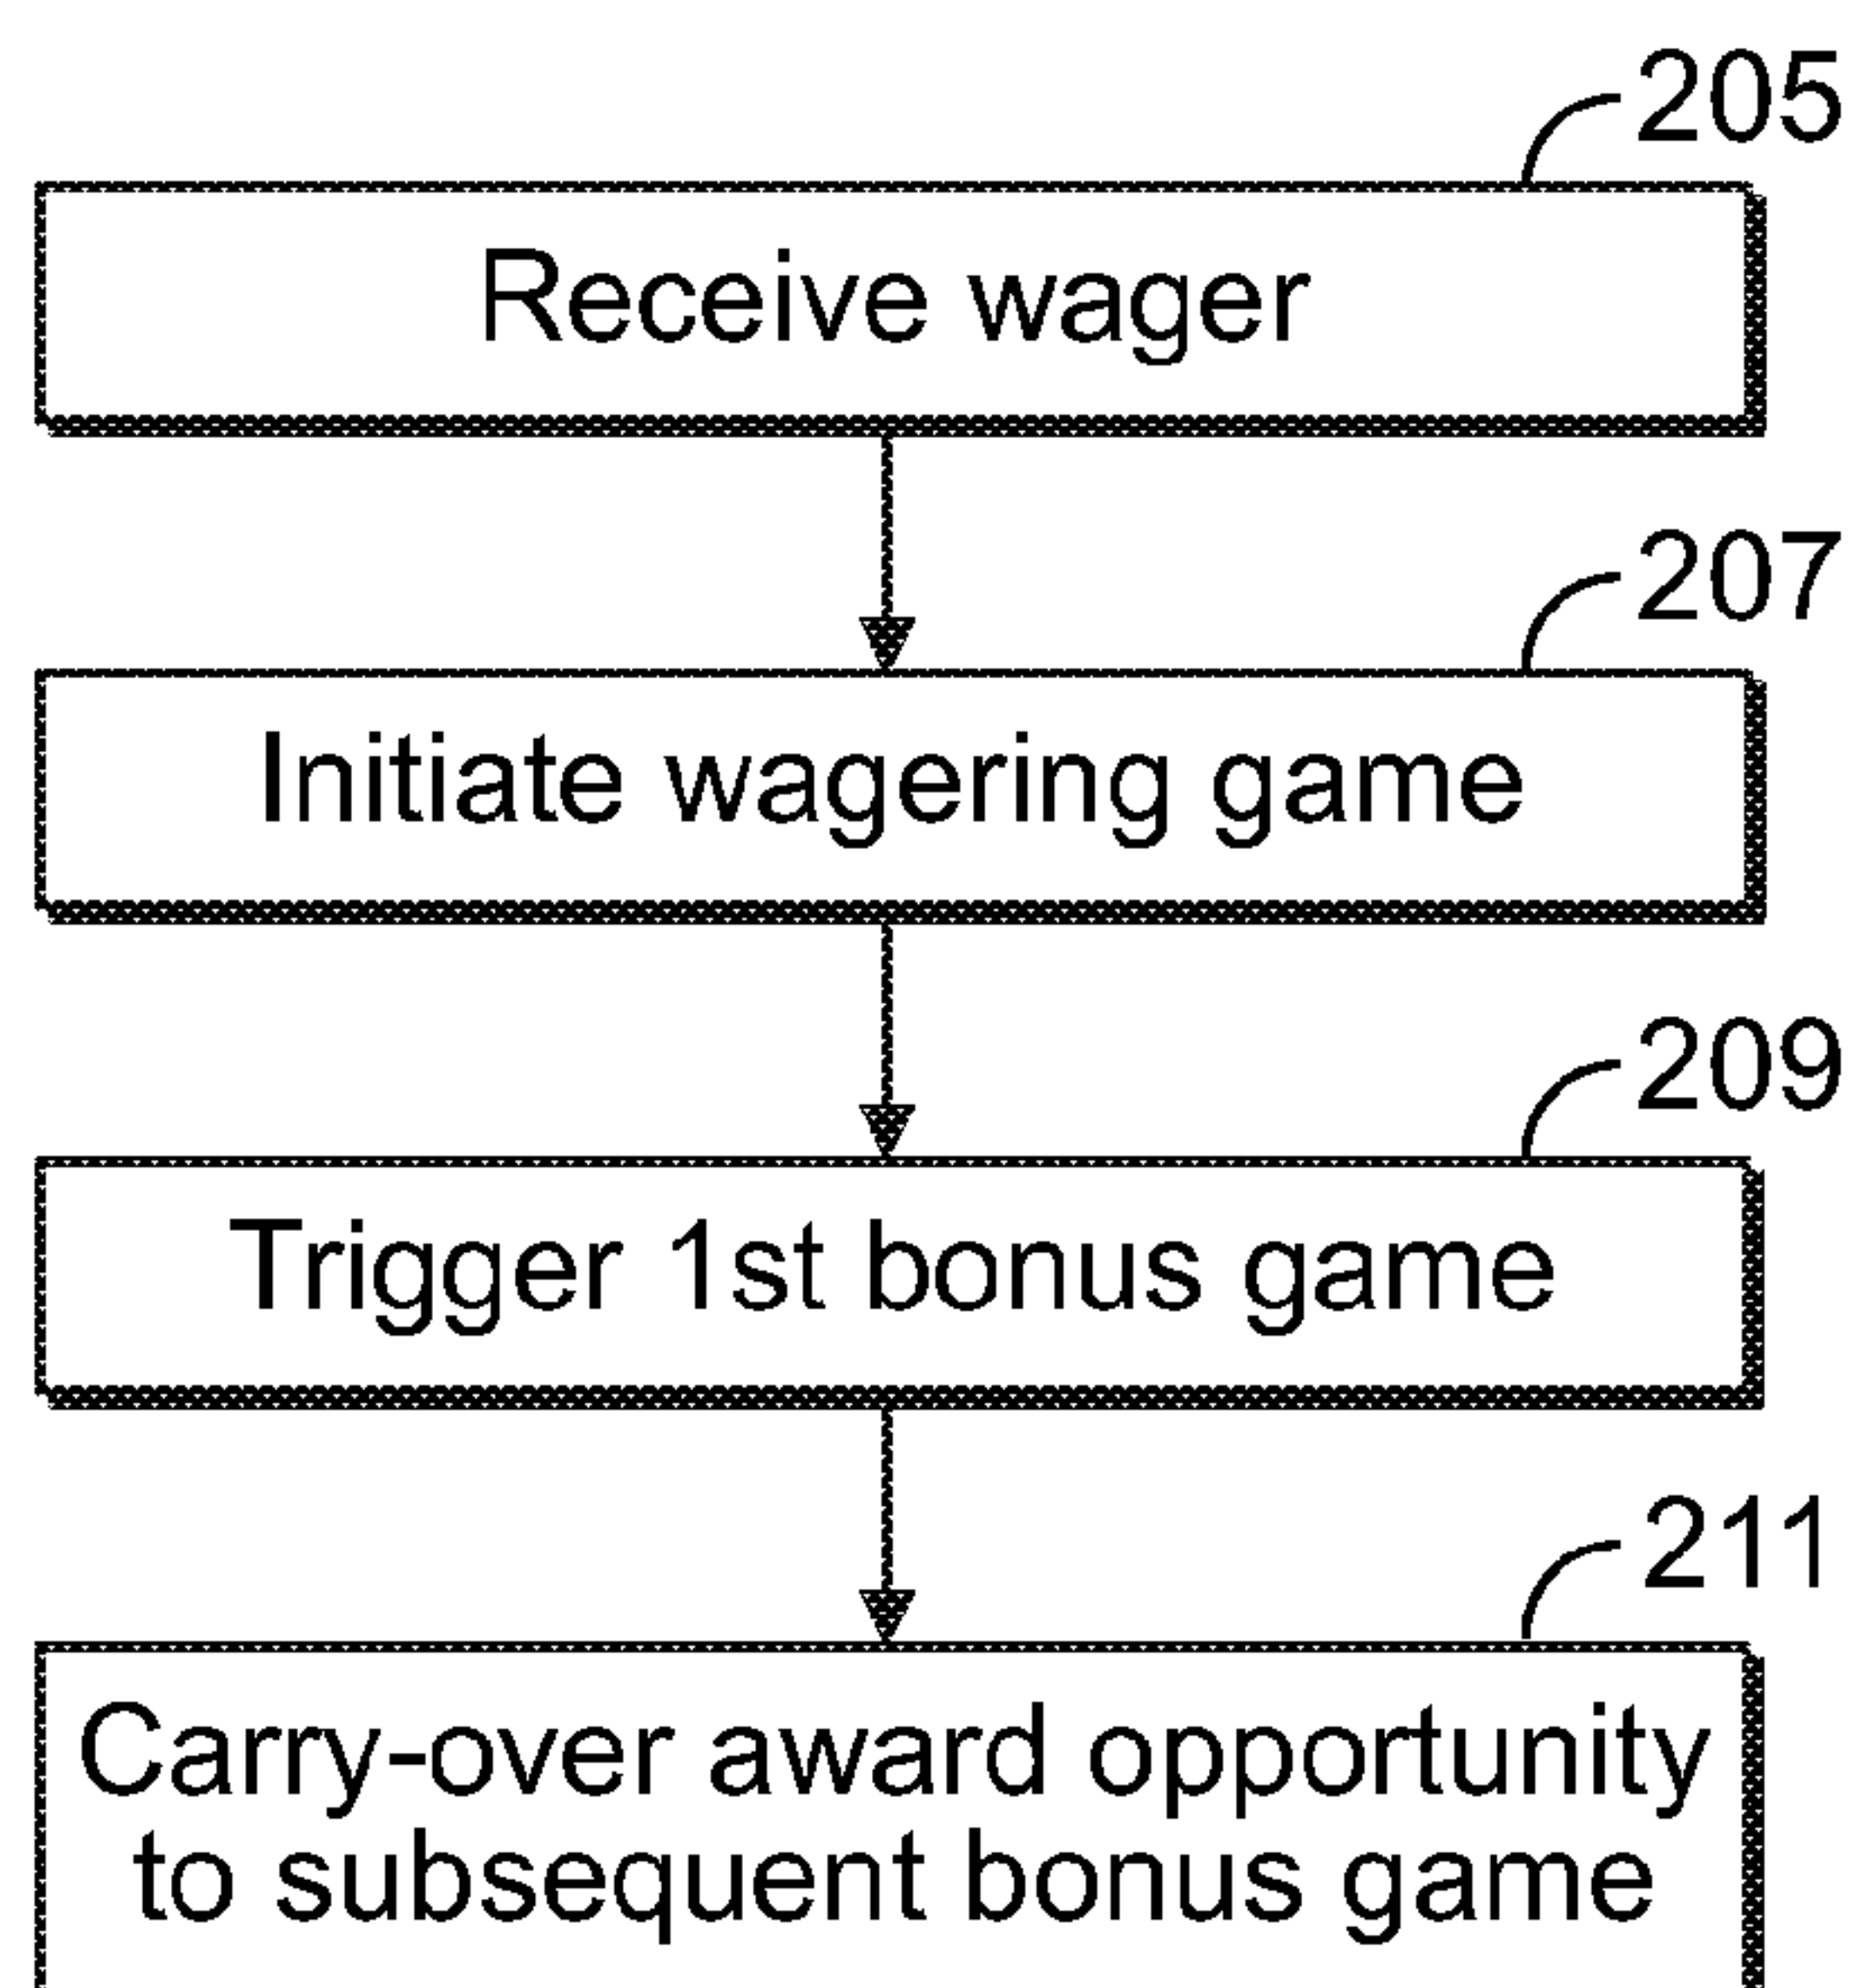 205
Receive wager
207
Initiate wagering game
209
Trigger 1st bonus game
211
Carry-over award opportunity
to subsequent bonus game